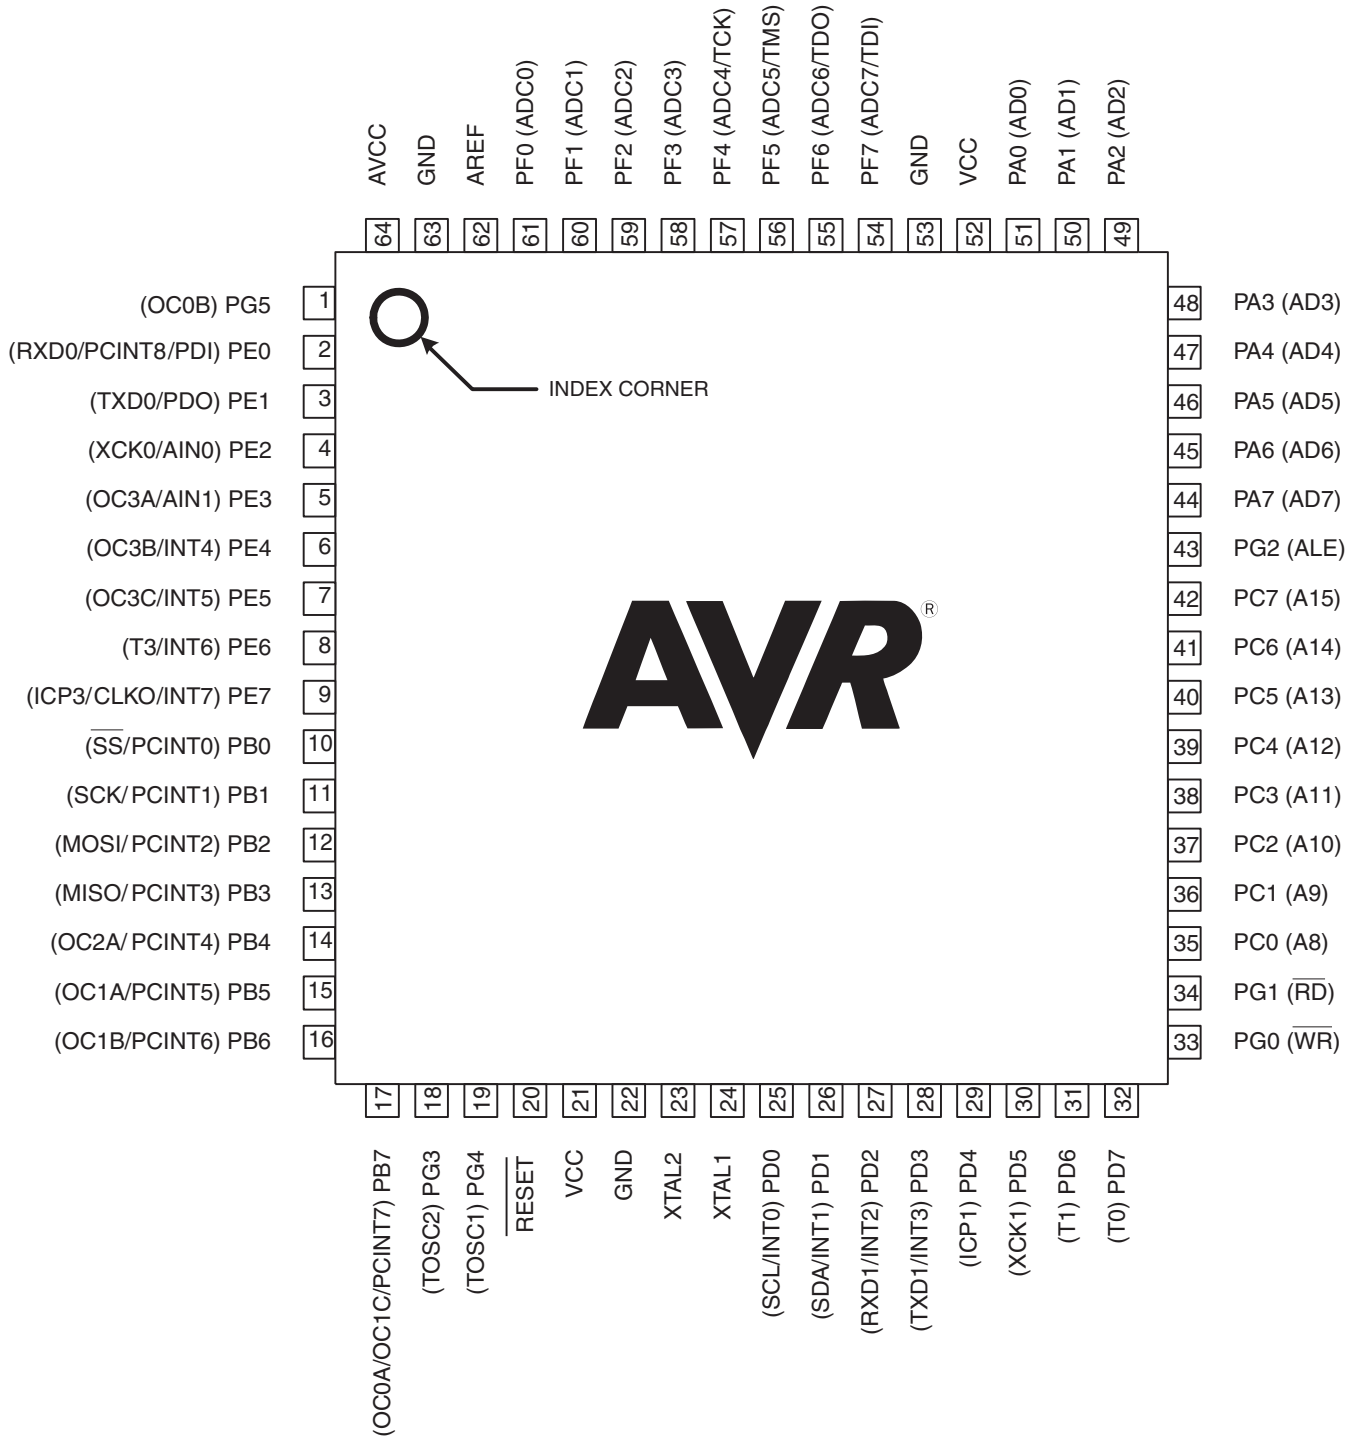 AVCC
GND
AREF
PF0 (ADC0)
PF1 (ADC1)
PF2 (ADC2)
PF3 (ADC3)
PF4 (ADC4/TCK)
PF5 (ADC5/TMS)
PF6 (ADC6/TDO)
PF7 (ADC7/TDI)
GND
VCC
PA0 (AD0)
PA1 (AD1)
PA2 (AD2)
64
63
62
61
60
59
58
57
56
55
54
53
52
51
50
49
(OC0B) PG5 1
(RXD0/PCINT8/PDI) PE0 2
(TXD0/PDO) PE1 3
(XCK0/AIN0) PE2 4
(OC3A/AIN1) PE3 5
(OC3B/INT4) PE4 6
(OC3C/INT5) PE5 7
(T3/INT6) PE6 8
(ICP3/CLKO/INT7) PE7 9
(SS/PCINT0) PB0 10
(SCK/ PCINT1) PB1 11
(MOSI/ PCINT2) PB2 12
(MISO/ PCINT3) PB3 13
(OC2A/ PCINT4) PB4 14
(OC1A/PCINT5) PB5 15
(OC1B/PCINT6) PB6 16
INDEX CORNER
AVR®
48 PA3 (AD3)
47 PA4 (AD4)
46 PA5 (AD5)
45 PA6 (AD6)
44 PA7 (AD7)
43 PG2 (ALE)
42 PC7 (A15)
41 PC6 (A14)
40 PC5 (A13)
39 PC4 (A12)
38 PC3 (A11)
37 PC2 (A10)
36 PC1 (A9)
35 PC0 (A8)
34 PG1 (RD)
33 PG0 (WR)
17
18
19
20
21
22
23
24
25
26
27
28
29
30
31
32
(OC0A/OC1C/PCINT7) PB7
(TOSC2) PG3
(TOSC1) PG4
RESET
VCC
GND
XTAL2
XTAL1
(SCL/INT0) PD0
(SDA/INT1) PD1
(RXD1/INT2) PD2
(TXD1/INT3) PD3
(ICP1) PD4
(XCK1) PD5
(T1) PD6
(T0) PD7